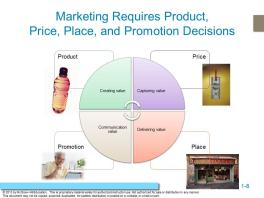 Marketing Requires Product,
Price, Place, and Promotion Decisions
Product
Price
Creating value
Capturing value
Communication
value
Delivering value
Promotion
Place
1-8